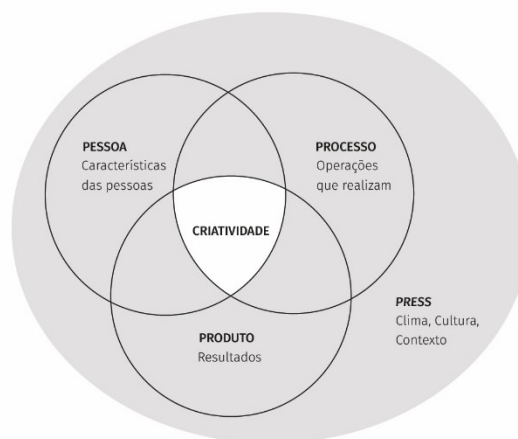 PESSOA
Características
das pessoas
PROCESSO
Operações
que realizam
CRIATIVIDADE
PRESS
Clima, Cultura,
Contexto
PRODUTO
Resultados